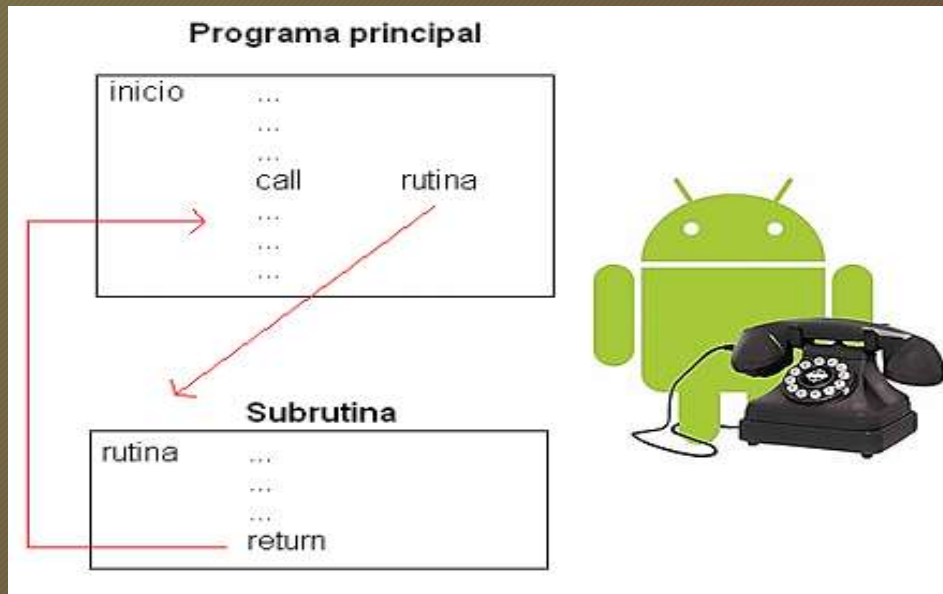 Programa principal
inicio ...
...
...
call rutina
...
...
...
Subrutina
rutina ...
...
...
return